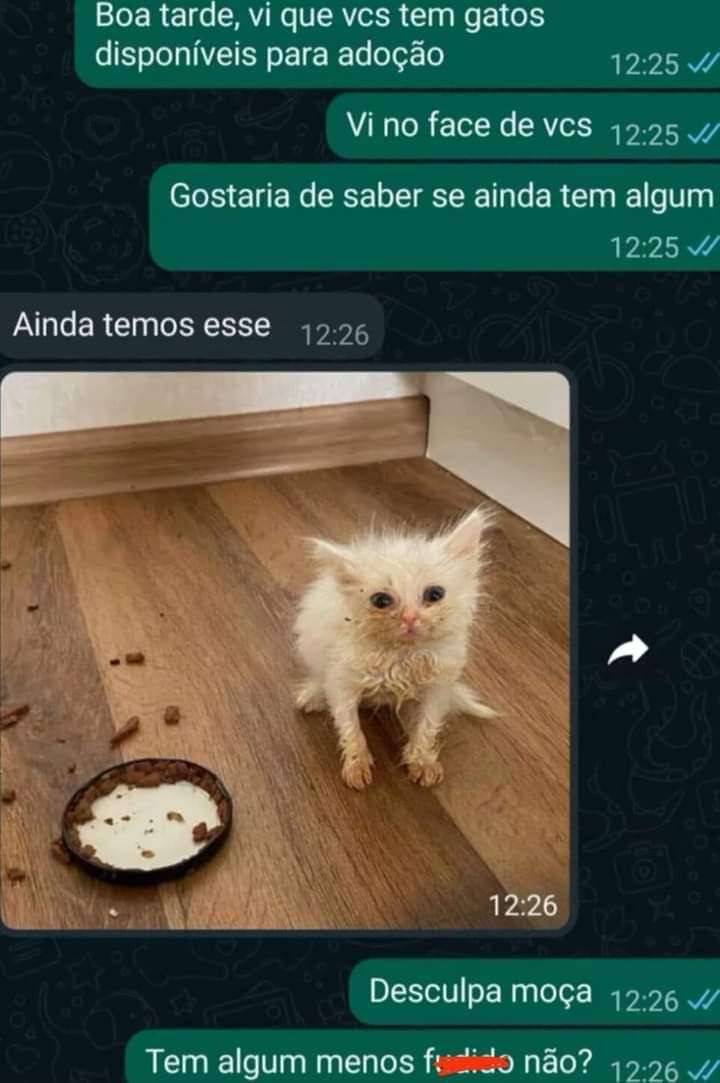 Boa tarde, vi que vcs tem gatos
disponíveis para adoção
12:25
Vi no face de vcs 12:25
Gostaria de saber se ainda tem algum
12:25
Ainda temos esse 12:26
12:26
Desculpa moça 12:26
Tem algum menos fudido não? 12:26